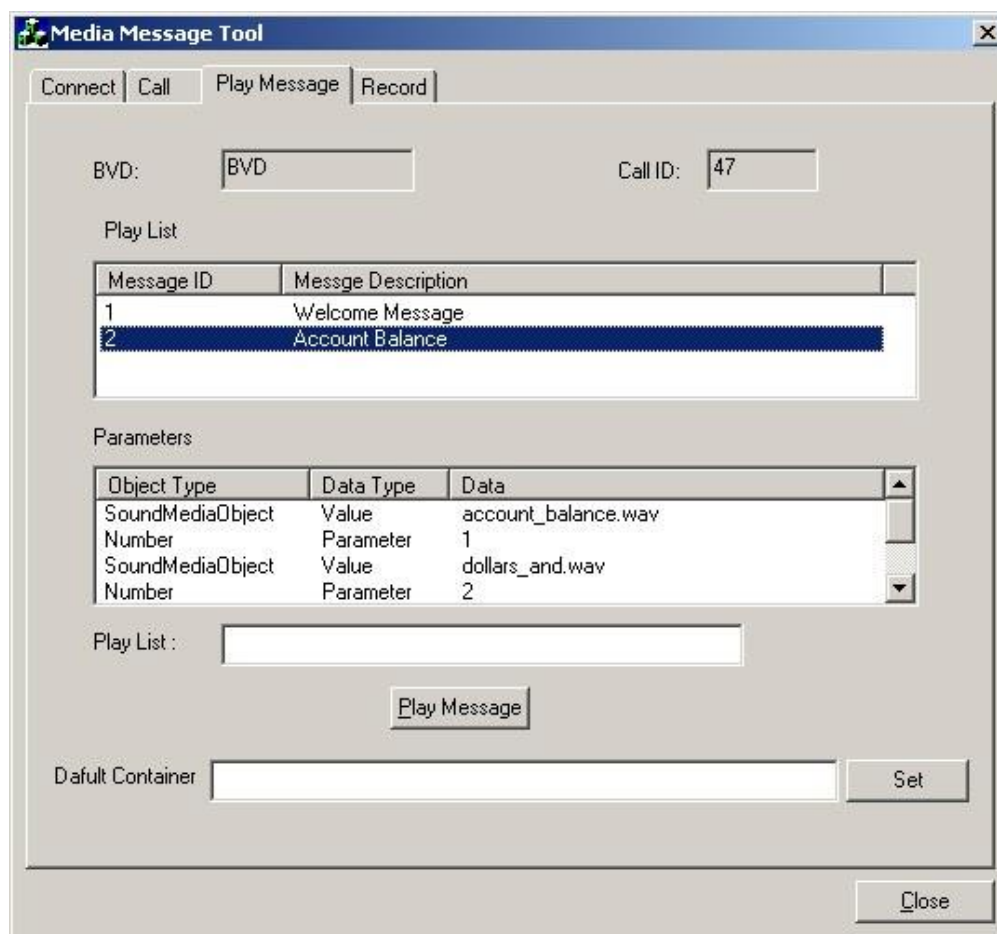 Media Message Tool
Connect Call Play Message Record
BVD: BVD Call ID: 47
Play List
Message ID Messge Description
1 Welcome Message
2 Account Balance
Parameters
Object Type Data Type Data
SoundMediaObject Value account_balance.wav
Number Parameter 1
SoundMediaObject Value dollars_and.wav
Number Parameter 2
Play List :
Play Message
Dafult Container Set
Close